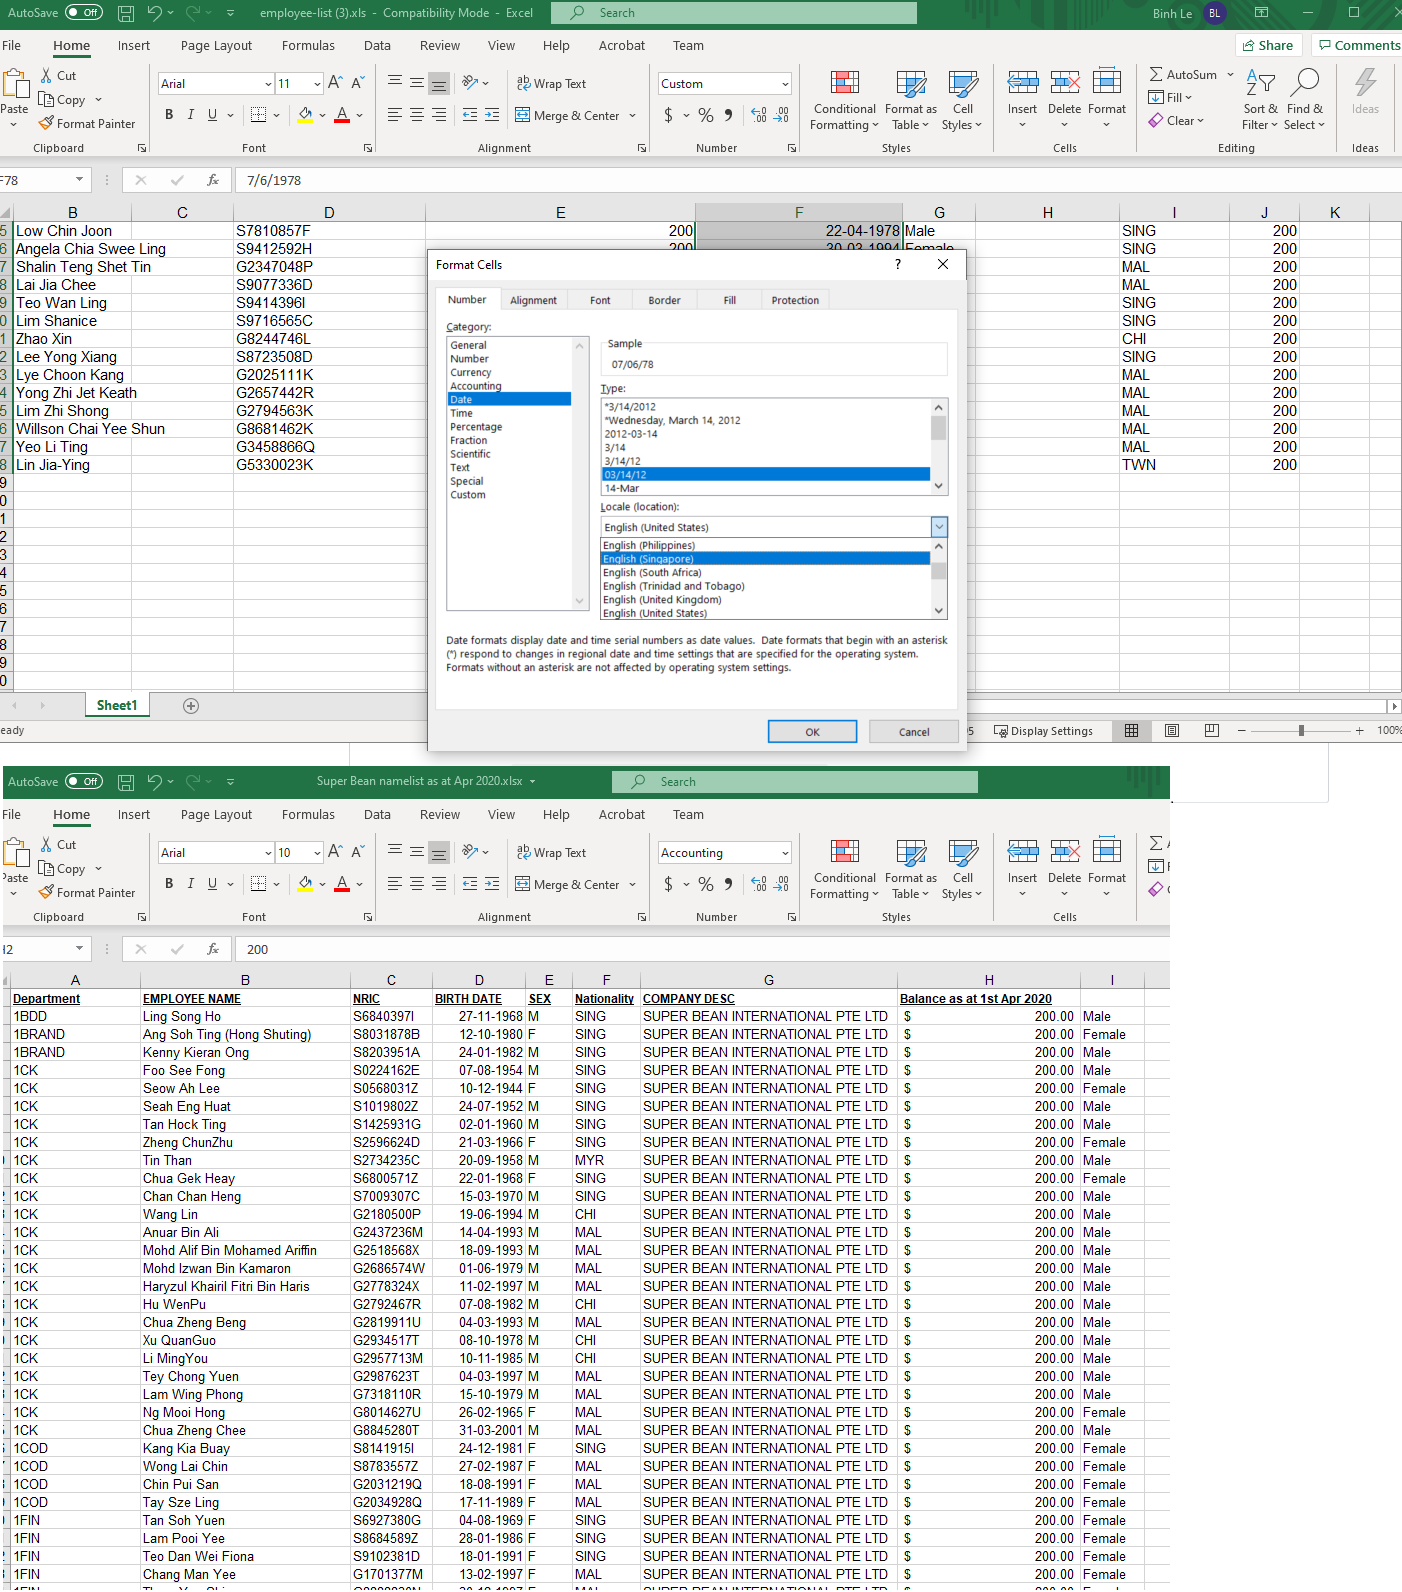 AutoSave Off employee-list (3).xls - Compatibility Mode - Excel Search Binh Le BL
File Home Insert Page Layout Formulas Data Review View Help Acrobat Team Share Comments
Paste Cut Copy Format Painter Clipboard
Arial 11 B I U Font
Wrap Text Merge & Center Alignment
Custom $ % Number
Conditional Formatting Format as Table Cell Styles Styles
Insert Delete Format Cells
AutoSum Fill Clear Sort & Filter Find & Select Editing
Ideas Ideas
F78 fx 7/6/1978
B C D E F G H I J K
5 Low Chin Joon S7810857F 200 22-04-1978 Male SING 200
6 Angela Chia Swee Ling S9412592H 200 30-03-1994 Female SING 200
7 Shalin Teng Shet Tin G2347048P MAL 200
8 Lai Jia Chee S9077336D MAL 200
9 Teo Wan Ling S9414396I SING 200
0 Lim Shanice S9716565C SING 200
1 Zhao Xin G8244746L CHI 200
2 Lee Yong Xiang S8723508D SING 200
3 Lye Choon Kang G2025111K MAL 200
4 Yong Zhi Jet Keath G2657442R MAL 200
5 Lim Zhi Shong G2794563K MAL 200
6 Willson Chai Yee Shun G8681462K MAL 200
7 Yeo Li Ting G3458866Q MAL 200
8 Lin Jia-Ying G5330023K TWN 200
9
0
1
2
3
4
5
6
7
8
9
0
Format Cells ?
Number Alignment Font Border Fill Protection
Category:
General
Number
Currency
Accounting
Date
Time
Percentage
Fraction
Scientific
Text
Special
Custom
Sample
07/06/78
Type:
*3/14/2012
*Wednesday, March 14, 2012
2012-03-14
3/14
3/14/12
03/14/12
14-Mar
Locale (location):
English (United States)
English (Philippines)
English (Singapore)
English (South Africa)
English (Trinidad and Tobago)
English (United Kingdom)
English (United States)
Date formats display date and time serial numbers as date values. Date formats that begin with an asterisk
(*) respond to changes in regional date and time settings that are specified for the operating system.
Formats without an asterisk are not affected by operating system settings.
OK Cancel
Sheet1
eady 5 Display Settings 100%
AutoSave Off Super Bean namelist as at Apr 2020.xlsx Search
File Home Insert Page Layout Formulas Data Review View Help Acrobat Team
Paste Cut Copy Format Painter Clipboard
Arial 10 B I U Font
Wrap Text Merge & Center Alignment
Accounting $ % Number
Conditional Formatting Format as Table Cell Styles Styles
Insert Delete Format Cells
H2 fx 200
A B C D E F G H I
Department EMPLOYEE NAME NRIC BIRTH DATE SEX Nationality COMPANY DESC Balance as at 1st Apr 2020
1BDD Ling Song Ho S6840397I 27-11-1968 M SING SUPER BEAN INTERNATIONAL PTE LTD $ 200.00 Male
1BRAND Ang Soh Ting (Hong Shuting) S8031878B 12-10-1980 F SING SUPER BEAN INTERNATIONAL PTE LTD $ 200.00 Female
1BRAND Kenny Kieran Ong S8203951A 24-01-1982 M SING SUPER BEAN INTERNATIONAL PTE LTD $ 200.00 Male
1CK Foo See Fong S0224162E 07-08-1954 M SING SUPER BEAN INTERNATIONAL PTE LTD $ 200.00 Male
1CK Seow Ah Lee S0568031Z 10-12-1944 F SING SUPER BEAN INTERNATIONAL PTE LTD $ 200.00 Female
1CK Seah Eng Huat S1019802Z 24-07-1952 M SING SUPER BEAN INTERNATIONAL PTE LTD $ 200.00 Male
1CK Tan Hock Ting S1425931G 02-01-1960 M SING SUPER BEAN INTERNATIONAL PTE LTD $ 200.00 Male
1CK Zheng ChunZhu S2596624D 21-03-1966 F SING SUPER BEAN INTERNATIONAL PTE LTD $ 200.00 Female
1CK Tin Than S2734235C 20-09-1958 M MYR SUPER BEAN INTERNATIONAL PTE LTD $ 200.00 Male
1CK Chua Gek Heay S6800571Z 22-01-1968 F SING SUPER BEAN INTERNATIONAL PTE LTD $ 200.00 Female
1CK Chan Chan Heng S7009307C 15-03-1970 M SING SUPER BEAN INTERNATIONAL PTE LTD $ 200.00 Male
1CK Wang Lin G2180500P 19-06-1994 M CHI SUPER BEAN INTERNATIONAL PTE LTD $ 200.00 Male
1CK Anuar Bin Ali G2437236M 14-04-1993 M MAL SUPER BEAN INTERNATIONAL PTE LTD $ 200.00 Male
1CK Mohd Alif Bin Mohamed Ariffin G2518568X 18-09-1993 M MAL SUPER BEAN INTERNATIONAL PTE LTD $ 200.00 Male
1CK Mohd Izwan Bin Kamaron G2686574W 01-06-1979 M MAL SUPER BEAN INTERNATIONAL PTE LTD $ 200.00 Male
1CK Haryzul Khairil Fitri Bin Haris G2778324X 11-02-1997 M MAL SUPER BEAN INTERNATIONAL PTE LTD $ 200.00 Male
1CK Hu WenPu G2792467R 07-08-1982 M CHI SUPER BEAN INTERNATIONAL PTE LTD $ 200.00 Male
1CK Chua Zheng Beng G2819911U 04-03-1993 M MAL SUPER BEAN INTERNATIONAL PTE LTD $ 200.00 Male
1CK Xu QuanGuo G2934517T 08-10-1978 M CHI SUPER BEAN INTERNATIONAL PTE LTD $ 200.00 Male
1CK Li MingYou G2957713M 10-11-1985 M CHI SUPER BEAN INTERNATIONAL PTE LTD $ 200.00 Male
1CK Tey Chong Yuen G2987623T 04-03-1997 M MAL SUPER BEAN INTERNATIONAL PTE LTD $ 200.00 Male
1CK Lam Wing Phong G7318110R 15-10-1979 M MAL SUPER BEAN INTERNATIONAL PTE LTD $ 200.00 Male
1CK Ng Mooi Hong G8014627U 26-02-1965 F MAL SUPER BEAN INTERNATIONAL PTE LTD $ 200.00 Female
1CK Chua Zheng Chee G8845280T 31-03-2001 M MAL SUPER BEAN INTERNATIONAL PTE LTD $ 200.00 Male
1COD Kang Kia Buay S8141915I 24-12-1981 F SING SUPER BEAN INTERNATIONAL PTE LTD $ 200.00 Female
1COD Wong Lai Chin S8783557Z 27-02-1987 F MAL SUPER BEAN INTERNATIONAL PTE LTD $ 200.00 Female
1COD Chin Pui San G2031219Q 18-08-1991 F MAL SUPER BEAN INTERNATIONAL PTE LTD $ 200.00 Female
1COD Tay Sze Ling G2034928Q 17-11-1989 F MAL SUPER BEAN INTERNATIONAL PTE LTD $ 200.00 Female
1FIN Tan Soh Yuen S6927380G 04-08-1969 F SING SUPER BEAN INTERNATIONAL PTE LTD $ 200.00 Female
1FIN Lam Pooi Yee S8684589Z 28-01-1986 F SING SUPER BEAN INTERNATIONAL PTE LTD $ 200.00 Female
1FIN Teo Dan Wei Fiona S9102381D 18-01-1991 F SING SUPER BEAN INTERNATIONAL PTE LTD $ 200.00 Female
1FIN Chang Man Yee G1701377M 13-02-1997 F MAL SUPER BEAN INTERNATIONAL PTE LTD $ 200.00 Female